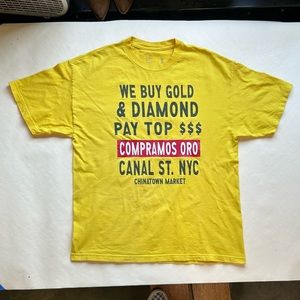 WE BUY GOLD
& DIAMOND
PAY TOP $$$
COMPRAMOS ORO
CANAL ST. NYC
CHINATOWN MARKET